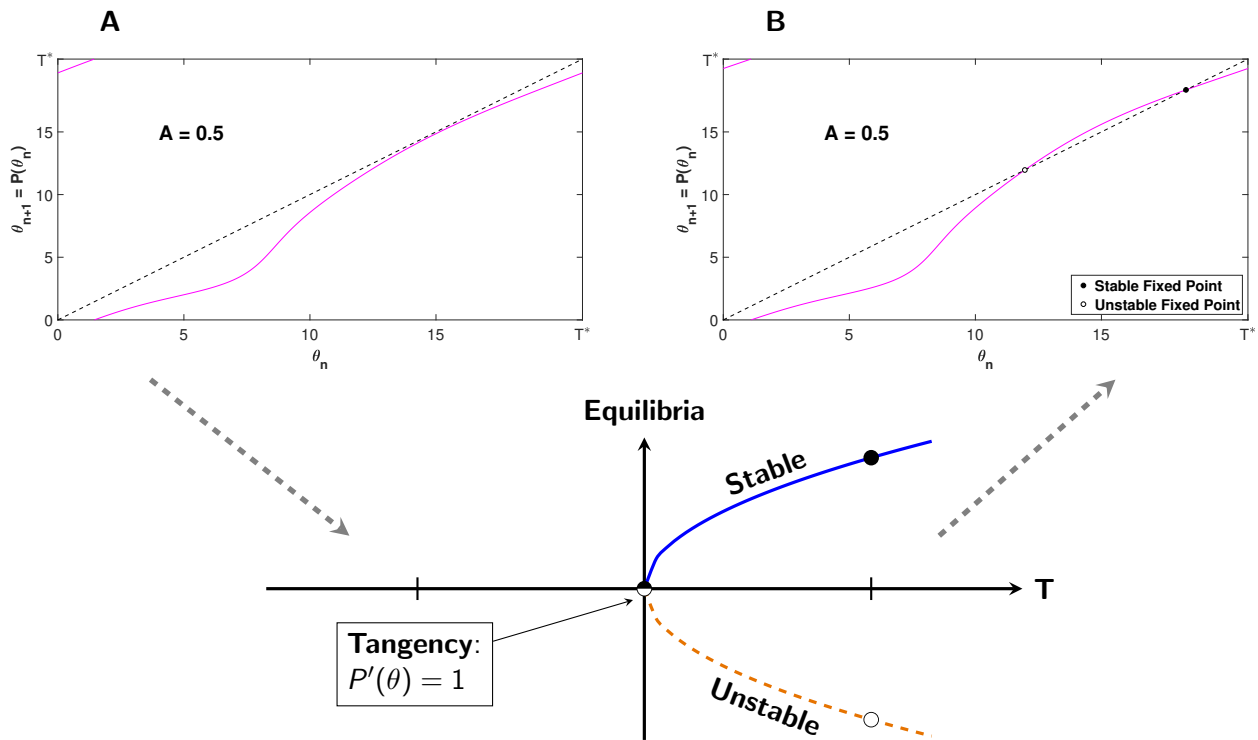 A
T*
15
10
5
0
θn+1 = P(θn)
A = 0.5
0
5
10
15
T*
θn
B
T*
15
10
5
0
θn+1 = P(θn)
A = 0.5
Stable Fixed Point
Unstable Fixed Point
0
5
10
15
T*
θn
Equilibria
Stable
T
Tangency:
P′(θ) = 1
Unstable